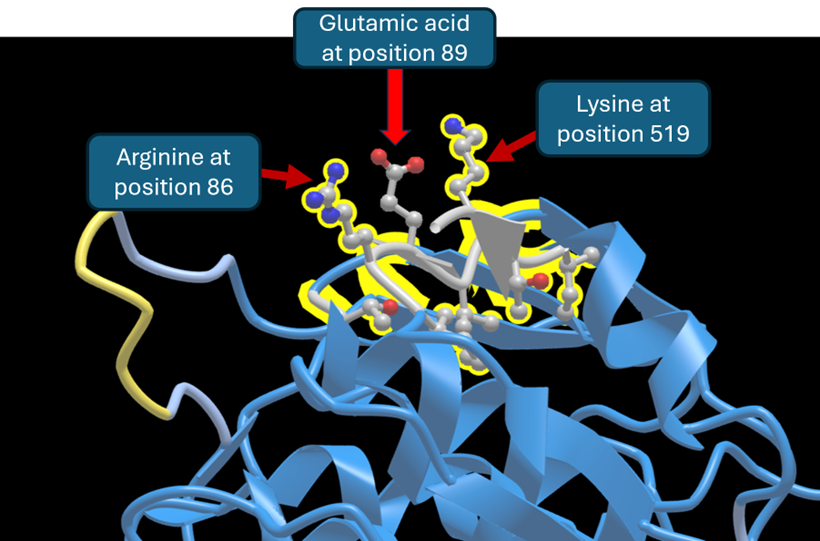 Glutamic acid
at position 89
Lysine at
position 519
Arginine at
position 86